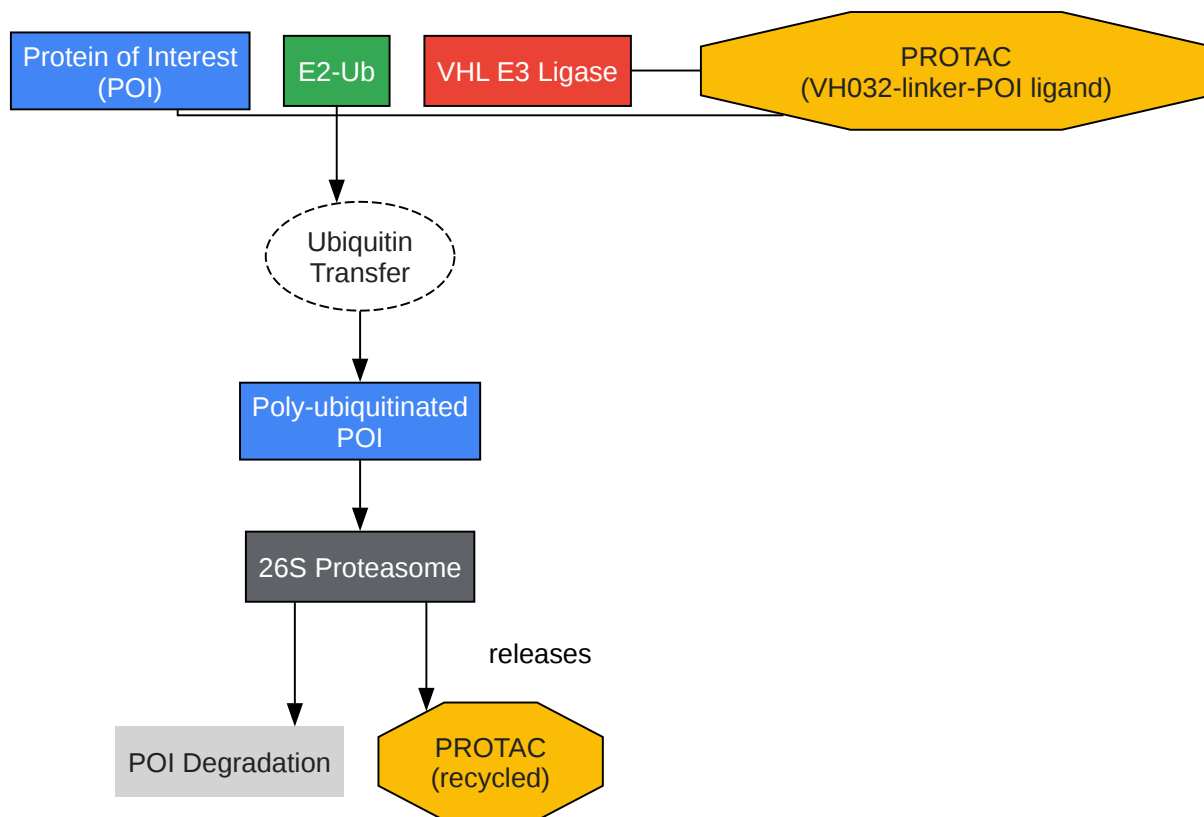 Protein of Interest
(POI)
E2-Ub
VHL E3 Ligase
PROTAC
(VH032-linker-POI ligand)
Ubiquitin
Transfer
Poly-ubiquitinated
POI
26S Proteasome
releases
POI Degradation
PROTAC
(recycled)